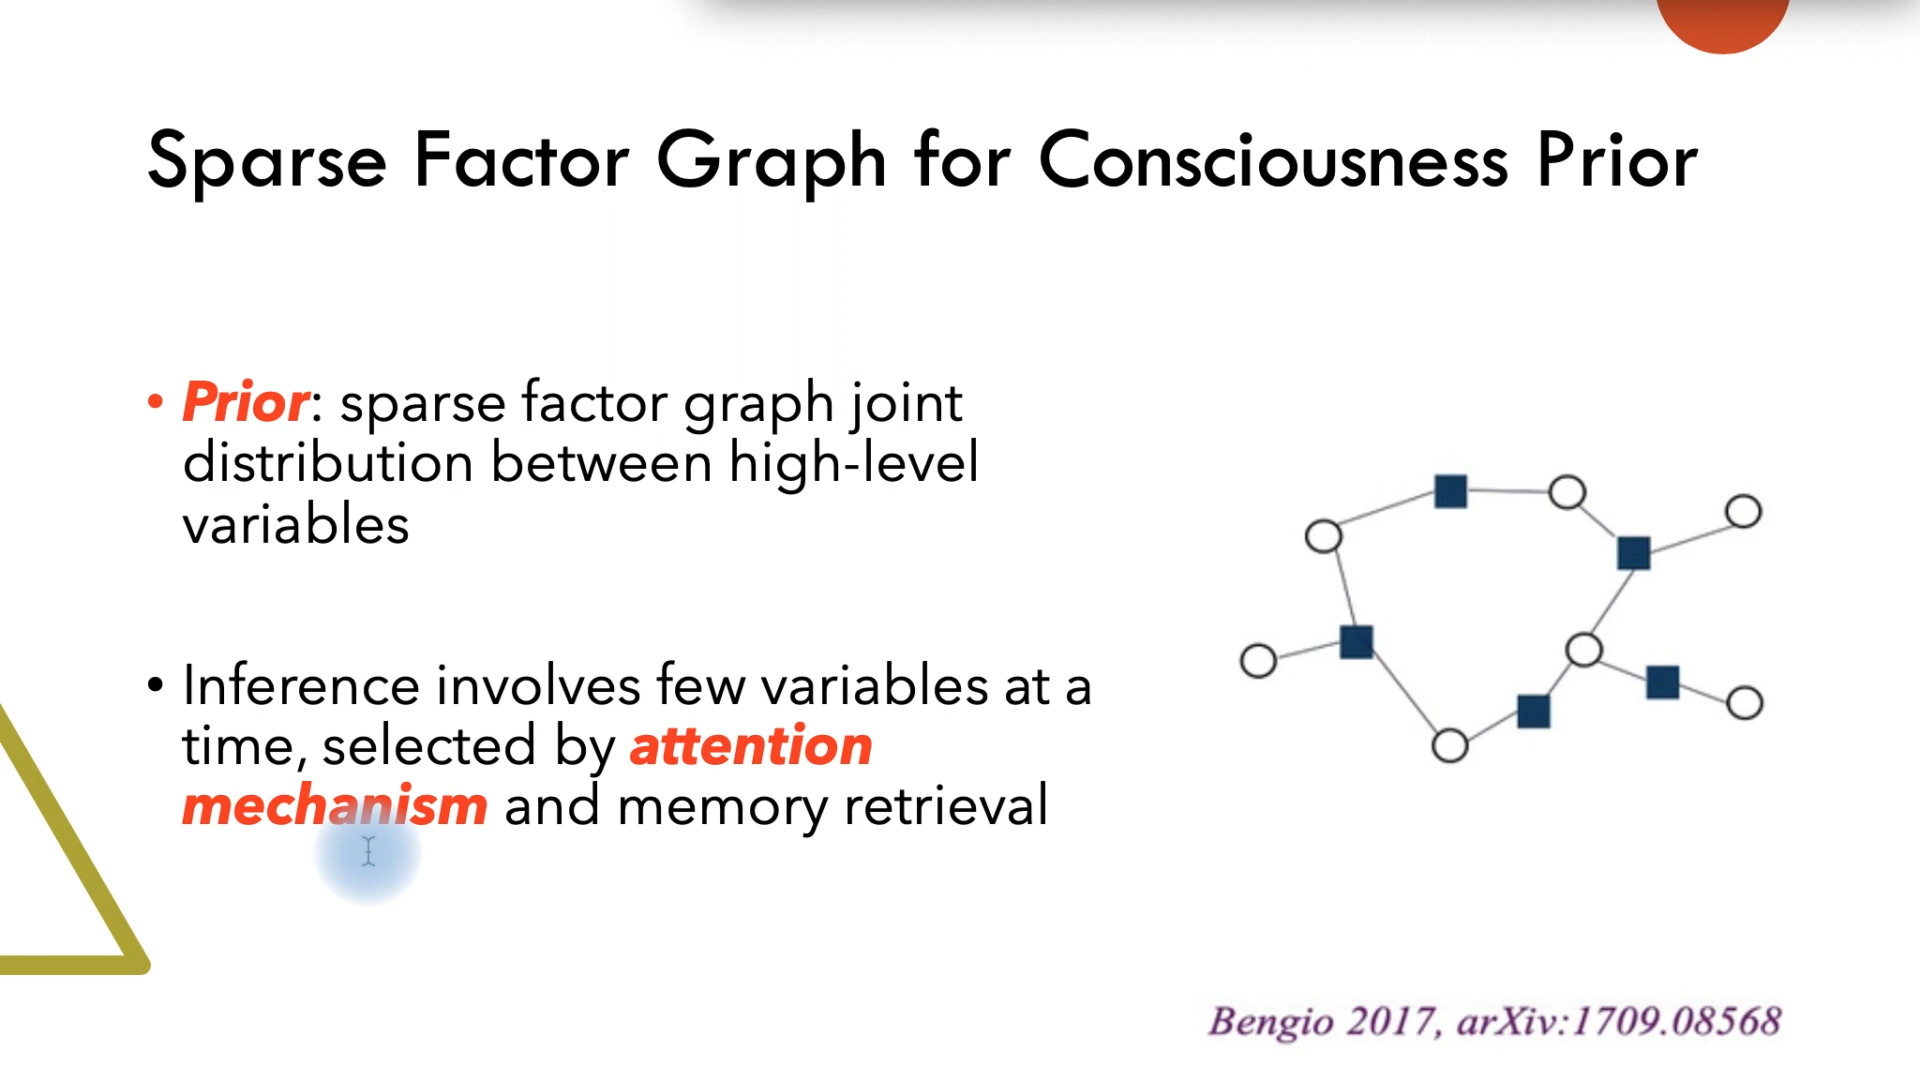 Sparse Factor Graph for Consciousness Prior
• Prior: sparse factor graph joint
distribution between high-level
variables
• Inference involves few variables at a
time, selected by attention
mechanism and memory retrieval
Bengio 2017, arXiv:1709.08568